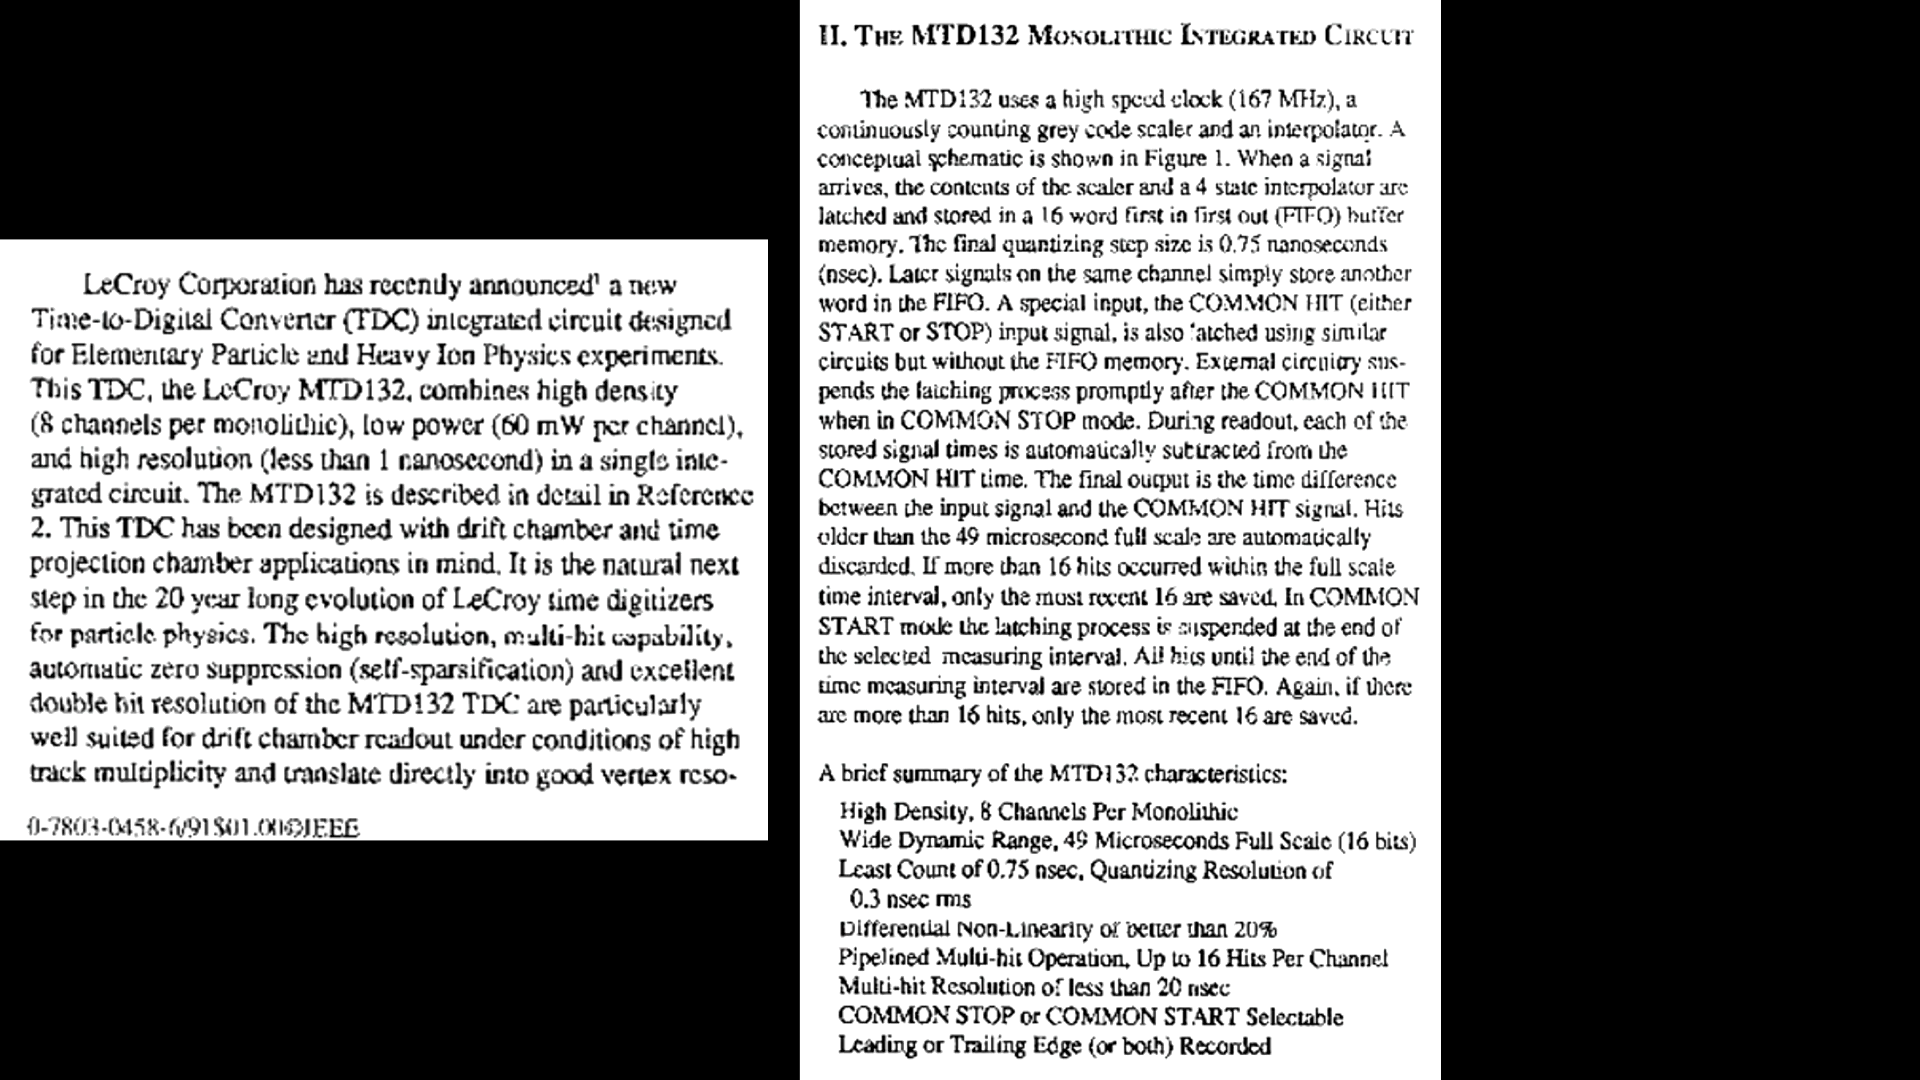 LeCroy Corporation has recently announced¹ a new
Time-to-Digital Converter (TDC) integrated circuit designed
for Elementary Particle and Heavy Ion Physics experiments.
This TDC, the LeCroy MTD132, combines high density
(8 channels per monolithic), low power (60 mW per channel),
and high resolution (less than 1 nanosecond) in a single inte-
grated circuit. The MTD132 is described in detail in Reference
2. This TDC has been designed with drift chamber and time
projection chamber applications in mind. It is the natural next
step in the 20 year long evolution of LeCroy time digitizers
for particle physics. The high resolution, multi-hit capability,
automatic zero suppression (self-sparsification) and excellent
double hit resolution of the MTD132 TDC are particularly
well suited for drift chamber readout under conditions of high
track multiplicity and translate directly into good vertex reso-
0-7803-0458-6/91$01.00©IEEE
II. THE MTD132 MONOLITHIC INTEGRATED CIRCUIT
The MTD132 uses a high speed clock (167 MHz), a
continuously counting grey code scaler and an interpolator. A
conceptual schematic is shown in Figure 1. When a signal
arrives, the contents of the scaler and a 4 state interpolator are
latched and stored in a 16 word first in first out (FIFO) buffer
memory. The final quantizing step size is 0.75 nanoseconds
(nsec). Later signals on the same channel simply store another
word in the FIFO. A special input, the COMMON HIT (either
START or STOP) input signal, is also latched using similar
circuits but without the FIFO memory. External circuitry sus-
pends the latching process promptly after the COMMON HIT
when in COMMON STOP mode. During readout, each of the
stored signal times is automatically subtracted from the
COMMON HIT time. The final output is the time difference
between the input signal and the COMMON HIT signal. Hits
older than the 49 microsecond full scale are automatically
discarded. If more than 16 hits occurred within the full scale
time interval, only the most recent 16 are saved. In COMMON
START mode the latching process is suspended at the end of
the selected measuring interval. All hits until the end of the
time measuring interval are stored in the FIFO. Again, if there
are more than 16 hits, only the most recent 16 are saved.
A brief summary of the MTD132 characteristics:
High Density, 8 Channels Per Monolithic
Wide Dynamic Range, 49 Microseconds Full Scale (16 bits)
Least Count of 0.75 nsec, Quantizing Resolution of
0.3 nsec rms
Differential Non-Linearity of better than 20%
Pipelined Multi-hit Operation, Up to 16 Hits Per Channel
Multi-hit Resolution of less than 20 nsec
COMMON STOP or COMMON START Selectable
Leading or Trailing Edge (or both) Recorded